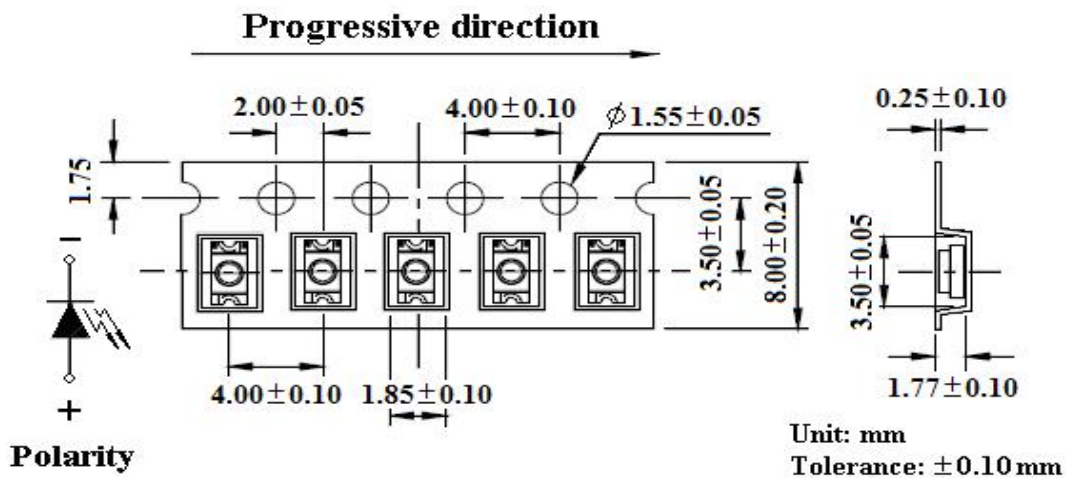 Progressive direction
2.00±0.05
4.00±0.10
ϕ1.55±0.05
0.25±0.10
1.75
3.50±0.05
8.00±0.20
3.50±0.05
−
+
4.00±0.10
1.85±0.10
1.77±0.10
Polarity
Unit: mm
Tolerance: ±0.10 mm